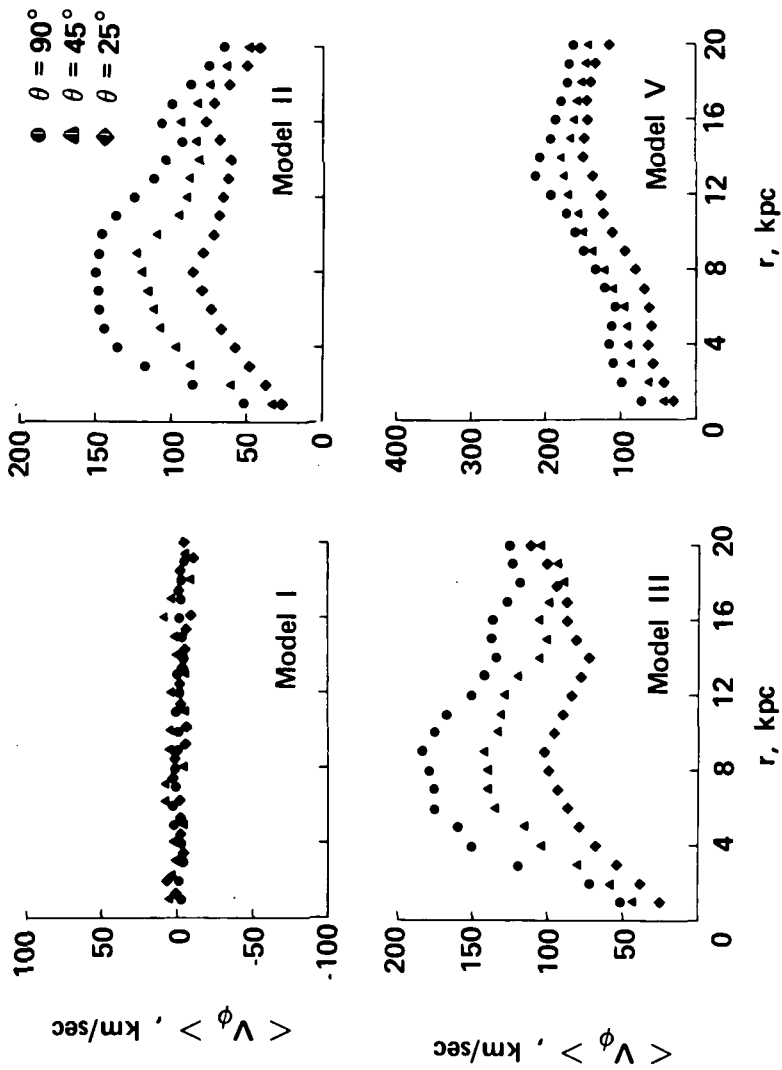 ● θ = 90°
▲ θ = 45°
◆ θ = 25°
100
50
0
-50
-100
Model I
< V_φ > , km/sec
200
150
100
50
0
Model II
200
150
100
50
0
4
8
12
16
20
Model III
< V_φ > , km/sec
r, kpc
400
300
200
100
0
4
8
12
16
20
Model V
r, kpc